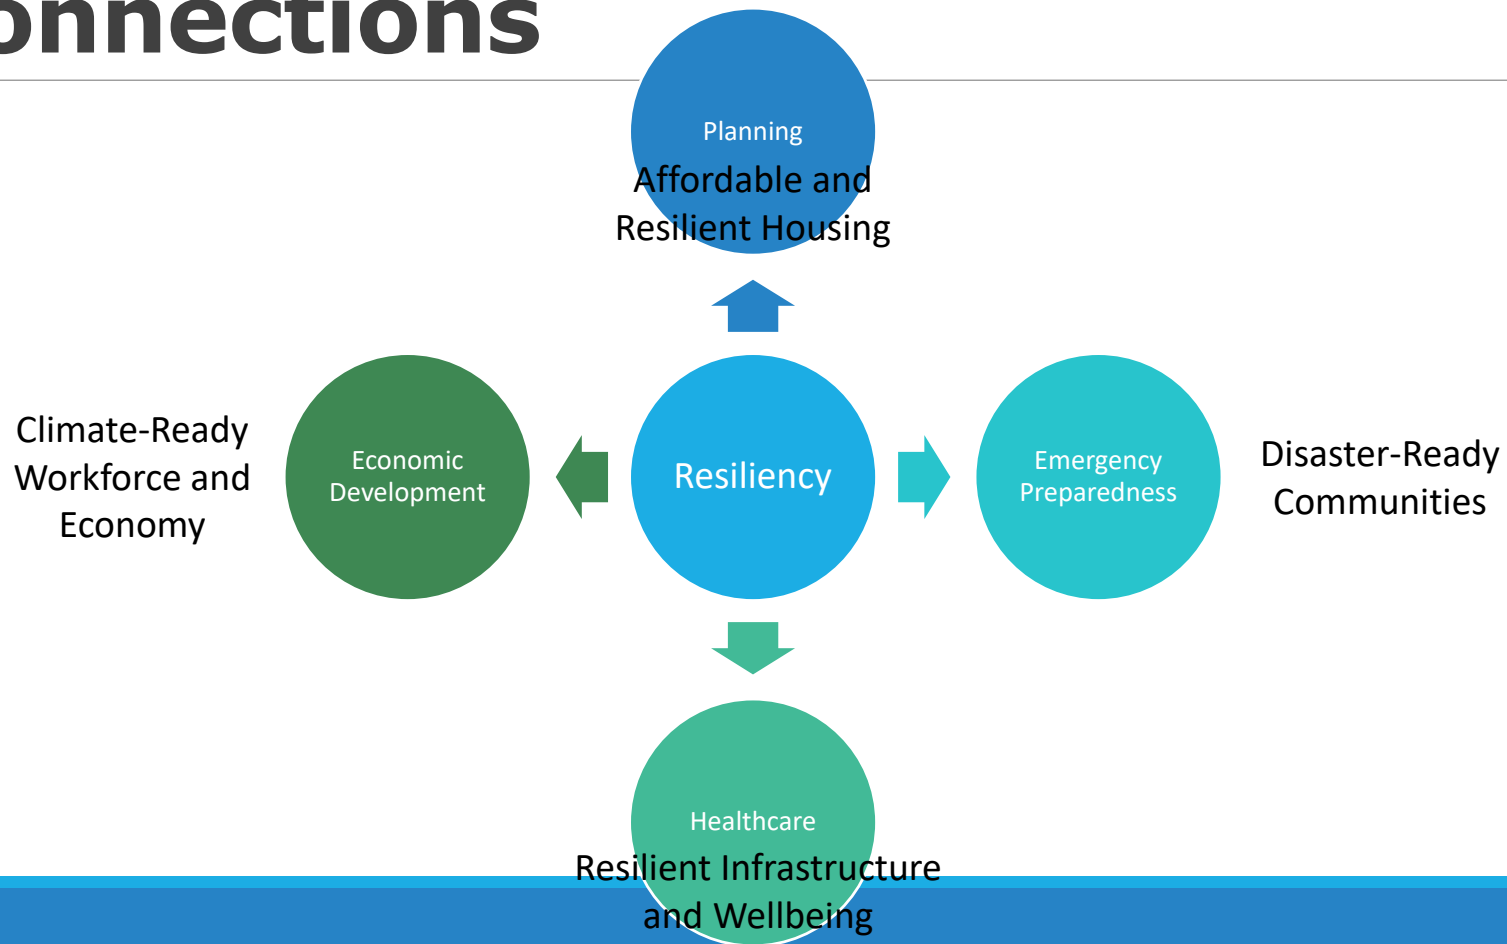 onnections
Planning
Affordable and
Resilient Housing
Climate-Ready
Workforce and
Economy
Economic
Development
Resiliency
Emergency
Preparedness
Disaster-Ready
Communities
Healthcare
Resilient Infrastructure
and Wellbeing